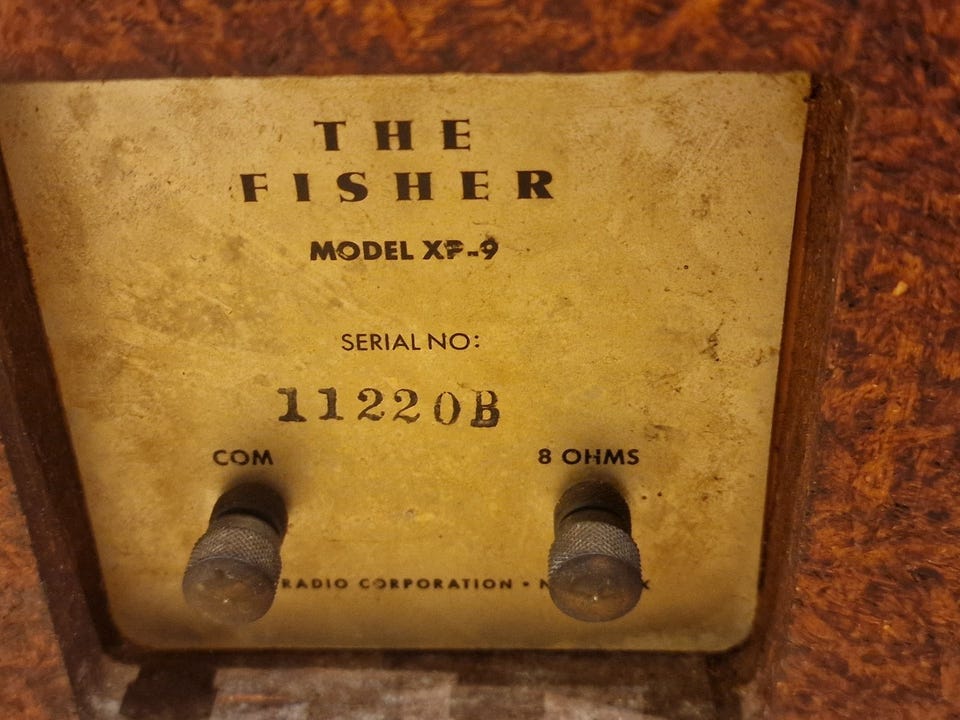 THE
FISHER
MODEL XP-9
SERIAL NO:
11220B
COM 8 OHMS
RADIO CORPORATION •